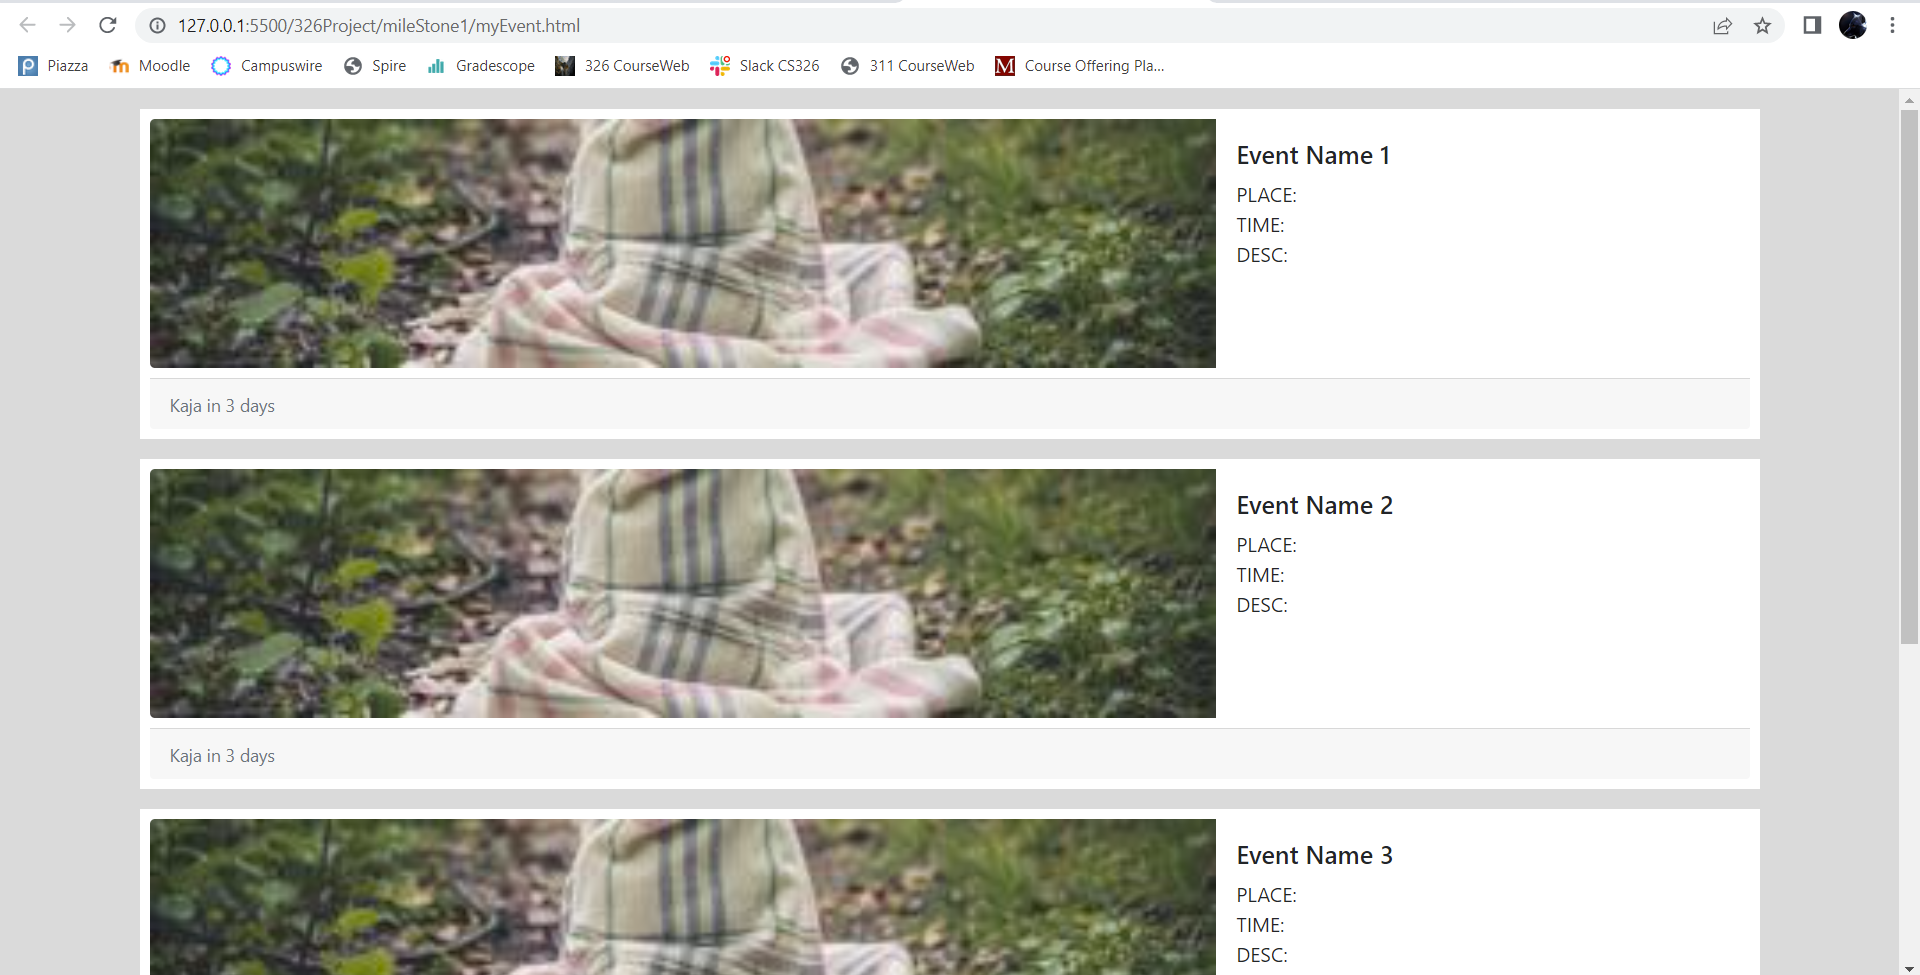 127.0.0.1:5500/326Project/mileStone1/myEvent.html
Piazza Moodle Campuswire Spire Gradescope 326 CourseWeb Slack CS326 311 CourseWeb Course Offering Pla...
Event Name 1
PLACE:
TIME:
DESC:
Kaja in 3 days
Event Name 2
PLACE:
TIME:
DESC:
Kaja in 3 days
Event Name 3
PLACE:
TIME:
DESC: